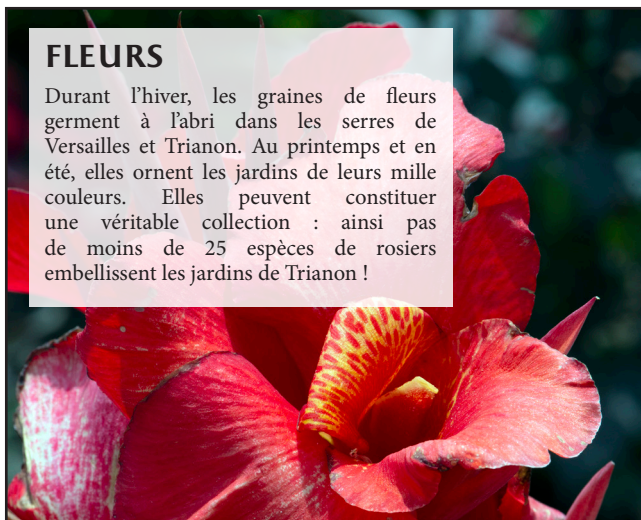 FLEURS
Durant l'hiver, les graines de fleurs
germent à l'abri dans les serres de
Versailles et Trianon. Au printemps et en
été, elles ornent les jardins de leurs mille
couleurs. Elles peuvent constituer
une véritable collection : ainsi pas
de moins de 25 espèces de rosiers
embellissent les jardins de Trianon !